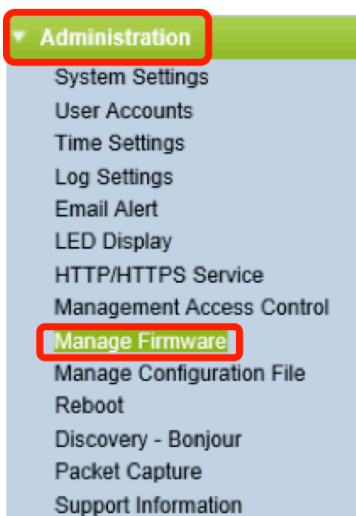 Administration
System Settings
User Accounts
Time Settings
Log Settings
Email Alert
LED Display
HTTP/HTTPS Service
Management Access Control
Manage Firmware
Manage Configuration File
Reboot
Discovery - Bonjour
Packet Capture
Support Information